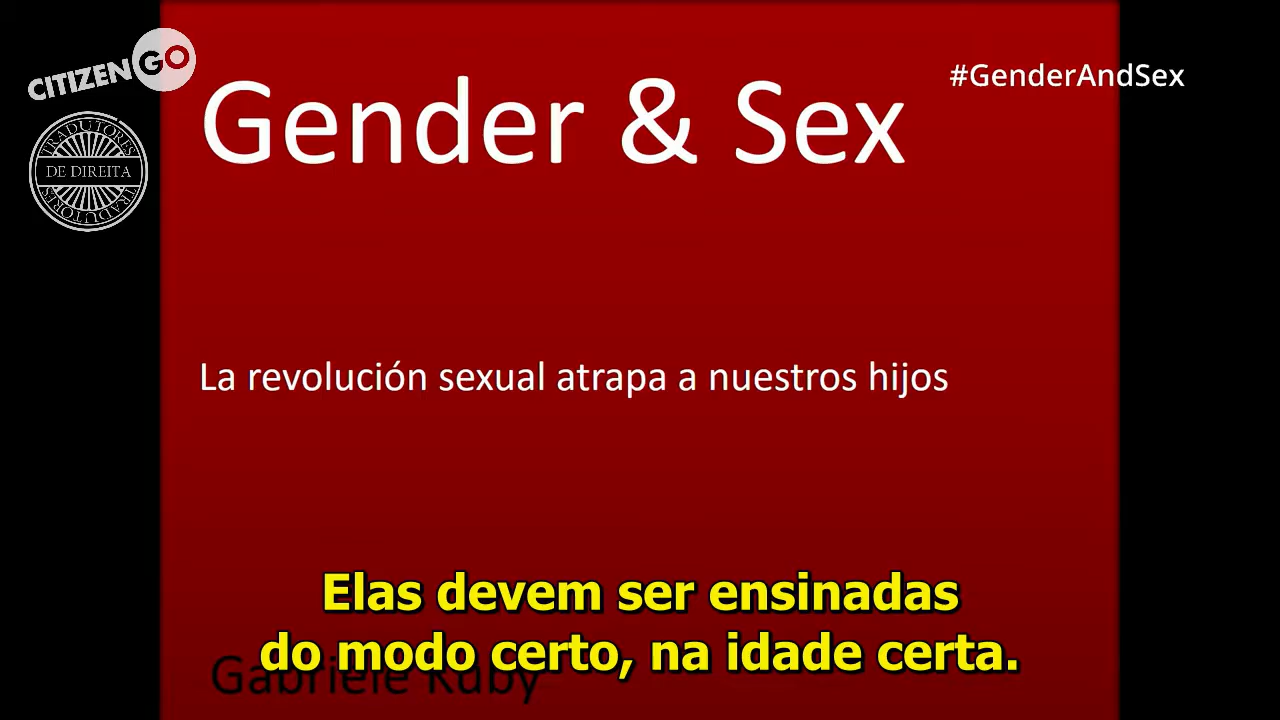 CITIZENGO
#GenderAndSex
TRADUTORES
DE DIREITA
TRADUTORES
Gender & Sex
La revolución sexual atrapa a nuestros hijos
Elas devem ser ensinadas
do modo certo, na idade certa.
Gabriele Kuby